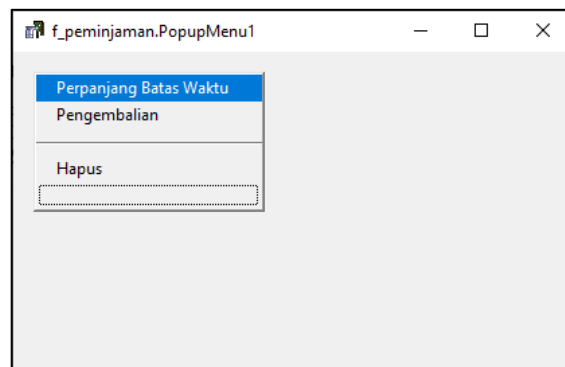 f_peminjaman.PopupMenu1
Perpanjang Batas Waktu
Pengembalian
Hapus